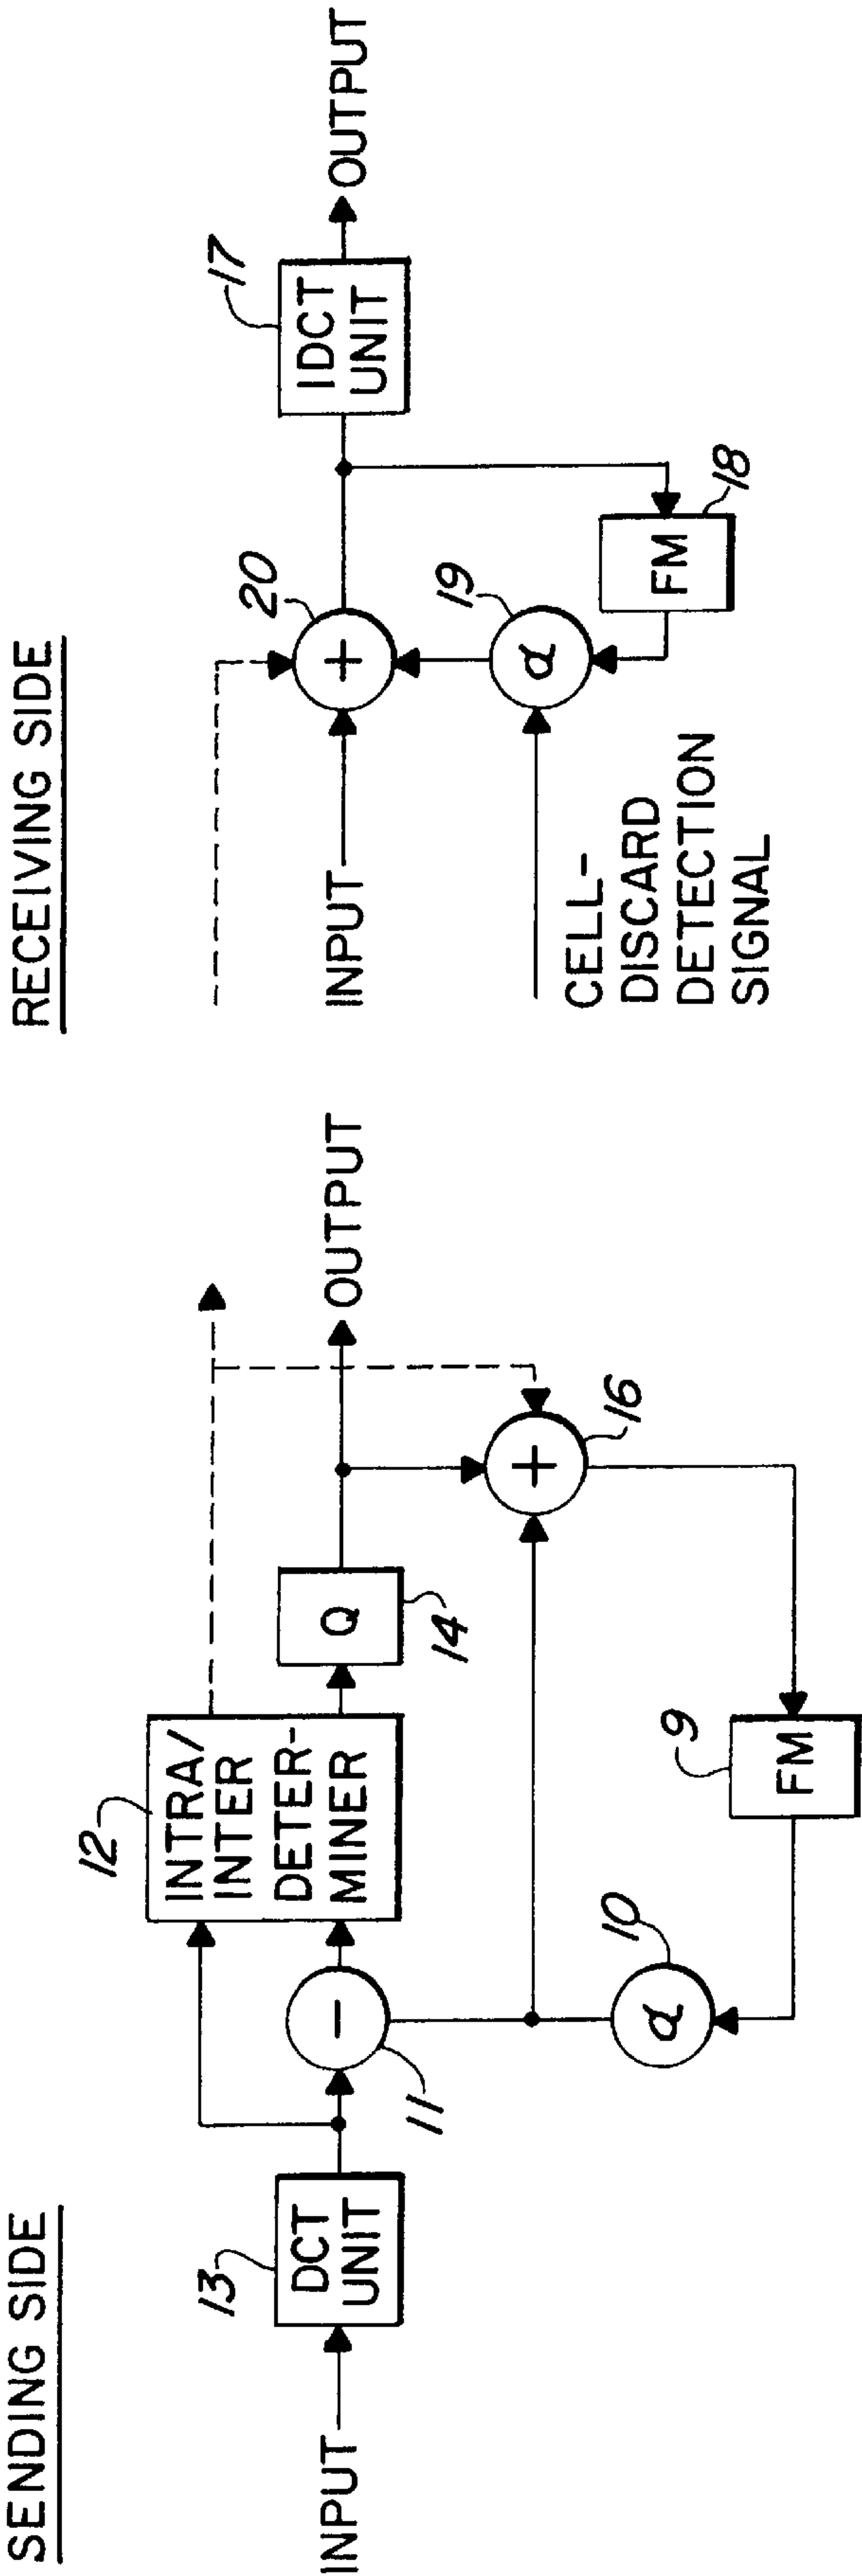 SENDING SIDE
INPUT
13
DCT
UNIT
11
12
INTRA/
INTER
DETER-
MINER
Q
14
OUTPUT
16
10
α
9
FM
−
+
RECEIVING SIDE
INPUT
20
+
17
IDCT
UNIT
OUTPUT
19
α
18
FM
CELL-
DISCARD
DETECTION
SIGNAL